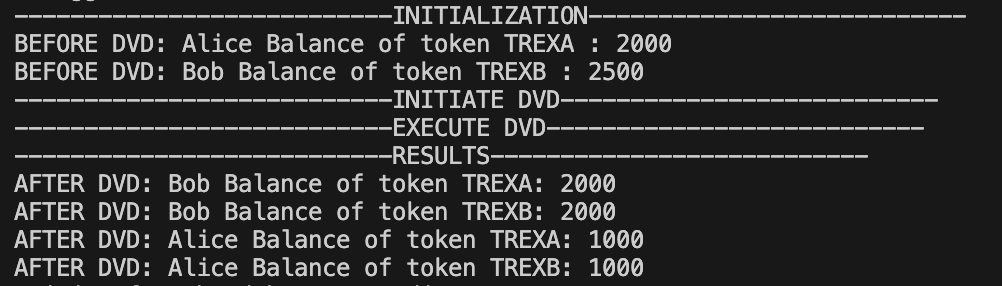 ---------------------------INITIALIZATION---------------------------
BEFORE DVD: Alice Balance of token TREXA : 2000
BEFORE DVD: Bob Balance of token TREXB : 2500
---------------------------INITIATE DVD---------------------------
---------------------------EXECUTE DVD---------------------------
---------------------------RESULTS---------------------------
AFTER DVD: Bob Balance of token TREXA: 2000
AFTER DVD: Bob Balance of token TREXB: 2000
AFTER DVD: Alice Balance of token TREXA: 1000
AFTER DVD: Alice Balance of token TREXB: 1000